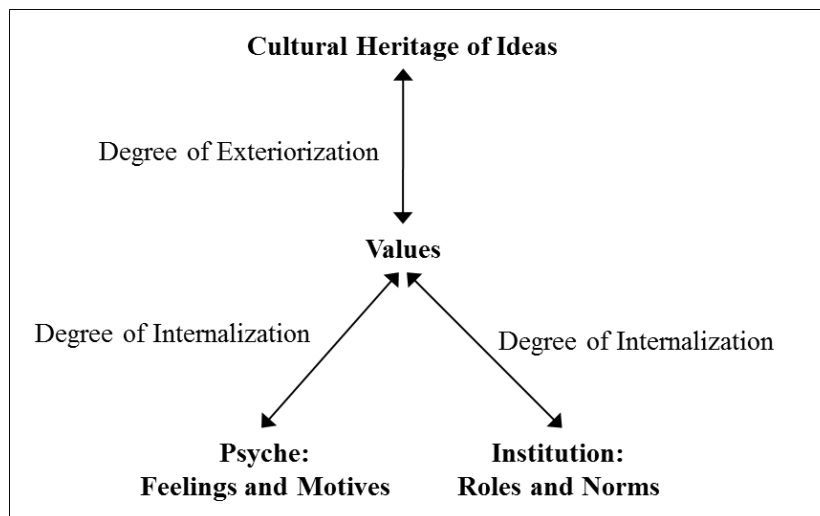 Cultural Heritage of Ideas
Degree of Exteriorization
Values
Degree of Internalization
Degree of Internalization
Psyche:
Feelings and Motives
Institution:
Roles and Norms